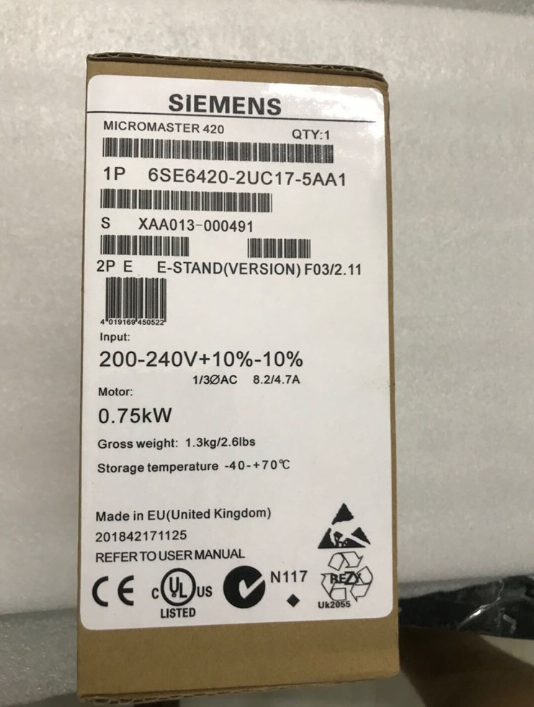 SIEMENS
MICROMASTER 420 QTY:1
1P 6SE6420-2UC17-5AA1
S XAA013-000491
2P E E-STAND(VERSION) F03/2.11
4 019169 450522
Input:
200-240V+10%-10%
1/3ØAC 8.2/4.7A
Motor:
0.75kW
Gross weight: 1.3kg/2.6lbs
Storage temperature -40-+70℃
Made in EU(United Kingdom)
201842171125
REFER TO USER MANUAL
CE c UL US LISTED N117 REZY
Uk2055